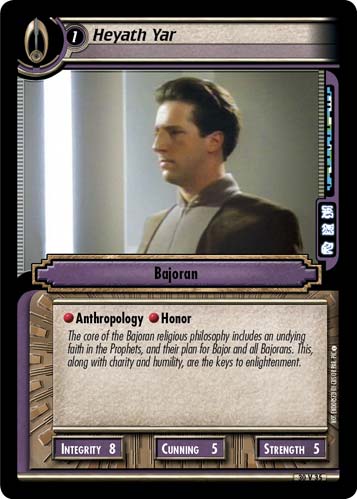 1
Heyath Yar
Bajoran
Anthropology Honor
The core of the Bajoran religious philosophy includes an undying
faith in the Prophets, and their plan for Bajor and all Bajorans. This,
along with charity and humility, are the keys to enlightenment.
INTEGRITY 8 CUNNING 5 STRENGTH 5
V 35